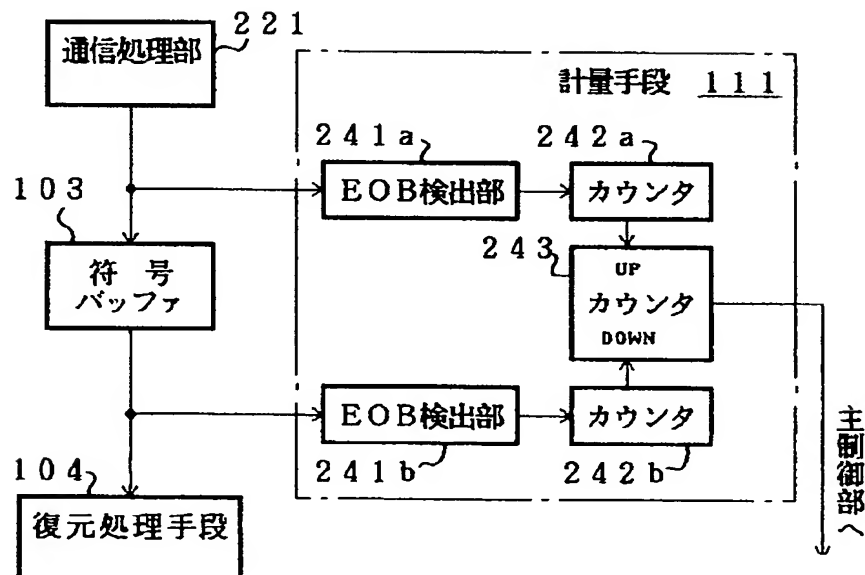 通信処理部
221
計量手段 111
241a
242a
EOB検出部
カウンタ
103
符号
バッファ
243
UP
カウンタ
DOWN
EOB検出部
カウンタ
241b
242b
104
復元処理手段
主制御部へ